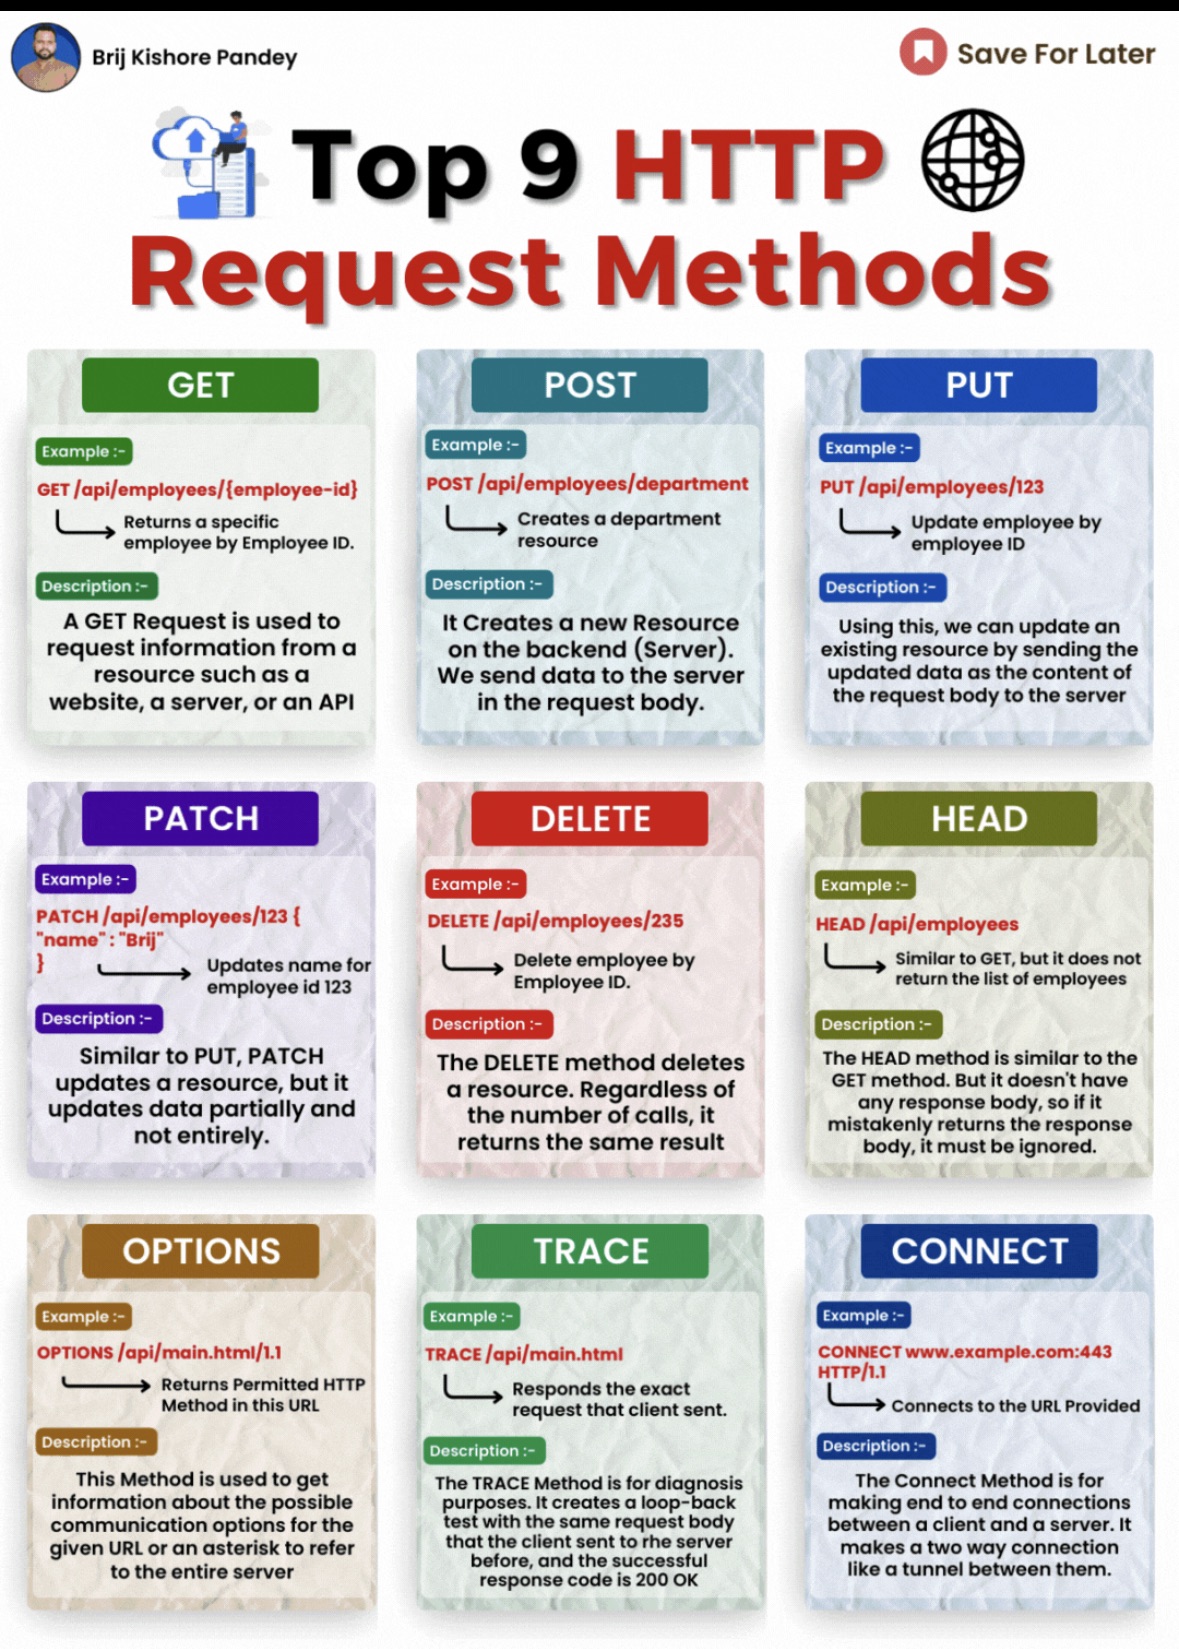 Brij Kishore Pandey
Save For Later
Top 9 HTTP
Request Methods
GET
Example :-
GET /api/employees/{employee-id}
Returns a specific
employee by Employee ID.
Description :-
A GET Request is used to
request information from a
resource such as a
website, a server, or an API
POST
Example :-
POST /api/employees/department
Creates a department
resource
Description :-
It Creates a new Resource
on the backend (Server).
We send data to the server
in the request body.
PUT
Example :-
PUT /api/employees/123
Update employee by
employee ID
Description :-
Using this, we can update an
existing resource by sending the
updated data as the content of
the request body to the server
PATCH
Example :-
PATCH /api/employees/123 {
"name" : "Brij"
}
Updates name for
employee id 123
Description :-
Similar to PUT, PATCH
updates a resource, but it
updates data partially and
not entirely.
DELETE
Example :-
DELETE /api/employees/235
Delete employee by
Employee ID.
Description :-
The DELETE method deletes
a resource. Regardless of
the number of calls, it
returns the same result
HEAD
Example :-
HEAD /api/employees
Similar to GET, but it does not
return the list of employees
Description :-
The HEAD method is similar to the
GET method. But it doesn't have
any response body, so if it
mistakenly returns the response
body, it must be ignored.
OPTIONS
Example :-
OPTIONS /api/main.html/1.1
Returns Permitted HTTP
Method in this URL
Description :-
This Method is used to get
information about the possible
communication options for the
given URL or an asterisk to refer
to the entire server
TRACE
Example :-
TRACE /api/main.html
Responds the exact
request that client sent.
Description :-
The TRACE Method is for diagnosis
purposes. It creates a loop-back
test with the same request body
that the client sent to rhe server
before, and the successful
response code is 200 OK
CONNECT
Example :-
CONNECT www.example.com:443
HTTP/1.1
Connects to the URL Provided
Description :-
The Connect Method is for
making end to end connections
between a client and a server. It
makes a two way connection
like a tunnel between them.